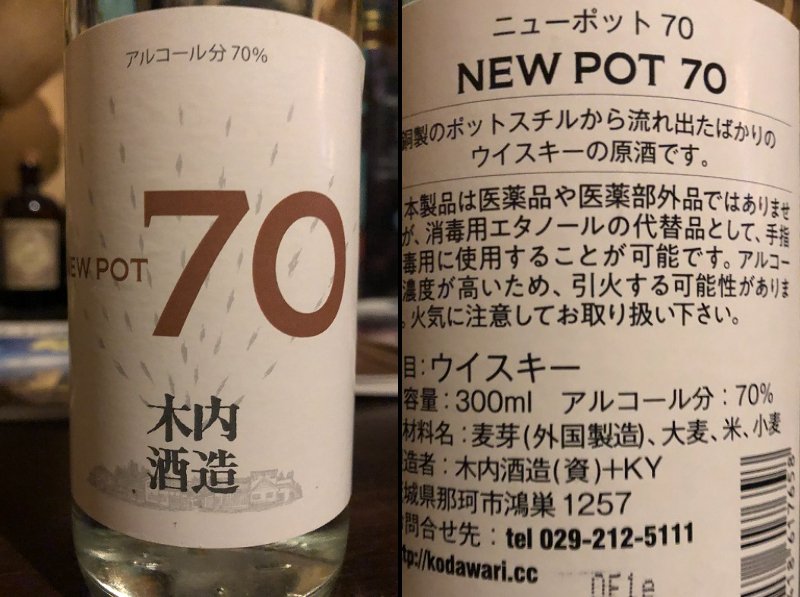 アルコール分 70%
NEW POT 70
木内
酒造
ニューポット 70
NEW POT 70
銅製のポットスチルから流れ出たばかりの
ウイスキーの原酒です。
本製品は医薬品や医薬部外品ではありませ
が、消毒用エタノールの代替品として、手指
毒用に使用することが可能です。アルコー
濃度が高いため、引火する可能性がありま
。火気に注意してお取り扱い下さい。
目：ウイスキー
容量：300ml アルコール分：70%
材料名：麦芽(外国製造)、大麦、米、小麦
造者：木内酒造(資)+KY
城県那珂市鴻巣 1257
問合せ先：tel 029-212-5111
http://kodawari.cc